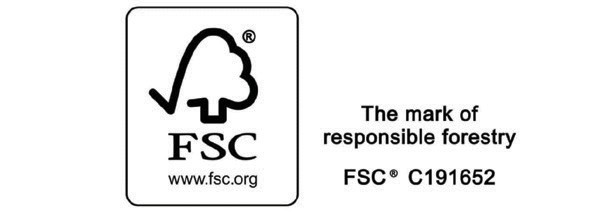 ®
FSC
www.fsc.org
The mark of
responsible forestry
FSC® C191652